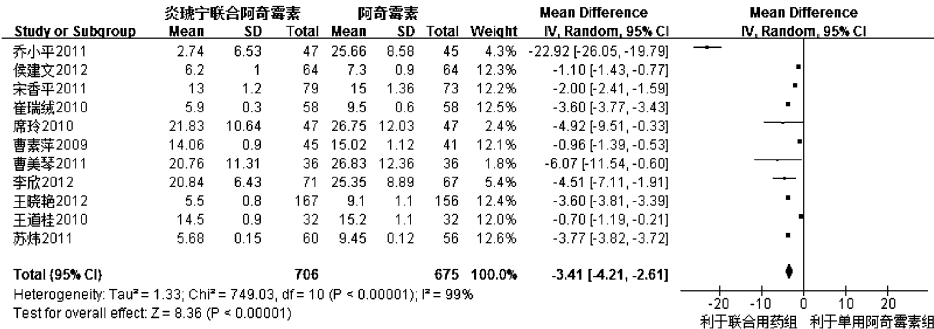 炎琥宁联合阿奇霉素 阿奇霉素 Mean Difference Mean Difference
Study or Subgroup Mean SD Total Mean SD Total Weight IV, Random, 95% CI IV, Random, 95% CI
乔小平2011 2.74 6.53 47 25.66 8.58 45 4.3% -22.92 [-26.05, -19.79]
侯建文2012 6.2 1 64 7.3 0.9 64 12.3% -1.10 [-1.43, -0.77]
宋香平2011 13 1.2 79 15 1.36 73 12.2% -2.00 [-2.41, -1.59]
崔瑞绒2010 5.9 0.3 58 9.5 0.6 58 12.5% -3.60 [-3.77, -3.43]
席玲2010 21.83 10.64 47 26.75 12.03 47 2.4% -4.92 [-9.51, -0.33]
曹素萍2009 14.06 0.9 45 15.02 1.12 41 12.2% -0.96 [-1.39, -0.53]
曹美琴2011 20.76 11.31 36 26.83 12.36 36 1.8% -6.07 [-11.54, -0.60]
李欣2012 20.84 6.43 71 25.35 8.89 67 5.4% -4.51 [-7.11, -1.91]
王晓艳2012 5.5 0.8 167 9.1 1.1 156 12.4% -3.60 [-3.81, -3.39]
王道桂2010 14.5 0.9 32 15.2 1.1 32 12.1% -0.70 [-1.19, -0.21]
苏炜2011 5.68 0.15 60 9.45 0.12 56 12.6% -3.77 [-3.82, -3.72]
Total (95% CI) 706 675 100.0% -3.41 [-4.21, -2.61]
Heterogeneity: Tau² = 1.33; Chi² = 749.03, df = 10 (P < 0.00001); I² = 99%
Test for overall effect: Z = 8.36 (P < 0.00001)
-20 -10 0 10 20
利于联合用药组 利于单用阿奇霉素组